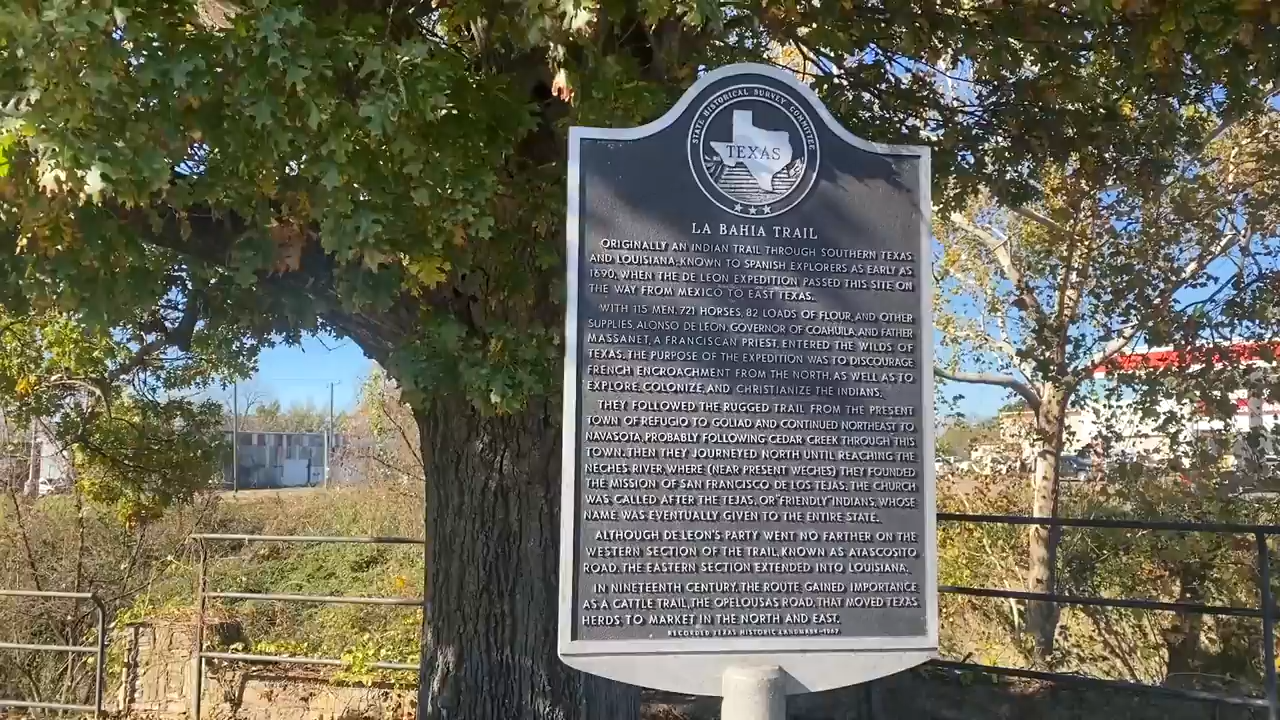 STATE HISTORICAL SURVEY COMMITTEE
TEXAS
LA BAHIA TRAIL
ORIGINALLY AN INDIAN TRAIL THROUGH SOUTHERN TEXAS
AND LOUISIANA; KNOWN TO SPANISH EXPLORERS AS EARLY AS
1690, WHEN THE DE LEON EXPEDITION PASSED THIS SITE ON
THE WAY FROM MEXICO TO EAST TEXAS.
WITH 115 MEN, 721 HORSES, 82 LOADS OF FLOUR, AND OTHER
SUPPLIES, ALONSO DE LEON, GOVERNOR OF COAHUILA, AND FATHER
MASSANET, A FRANCISCAN PRIEST, ENTERED THE WILDS OF
TEXAS. THE PURPOSE OF THE EXPEDITION WAS TO DISCOURAGE
FRENCH ENCROACHMENT FROM THE NORTH, AS WELL AS TO
EXPLORE, COLONIZE, AND CHRISTIANIZE THE INDIANS.
THEY FOLLOWED THE RUGGED TRAIL FROM THE PRESENT
TOWN OF REFUGIO TO GOLIAD AND CONTINUED NORTHEAST TO
NAVASOTA, PROBABLY FOLLOWING CEDAR CREEK THROUGH THIS
TOWN. THEN THEY JOURNEYED NORTH UNTIL REACHING THE
NECHES RIVER, WHERE (NEAR PRESENT WECHES) THEY FOUNDED
THE MISSION OF SAN FRANCISCO DE LOS TEJAS. THE CHURCH
WAS CALLED AFTER THE TEJAS, OR "FRIENDLY" INDIANS, WHOSE
NAME WAS EVENTUALLY GIVEN TO THE ENTIRE STATE.
ALTHOUGH DE LEON'S PARTY WENT NO FARTHER ON THE
WESTERN SECTION OF THE TRAIL, KNOWN AS ATASCOSITO
ROAD, THE EASTERN SECTION EXTENDED INTO LOUISIANA.
IN NINETEENTH CENTURY, THE ROUTE GAINED IMPORTANCE
AS A CATTLE TRAIL, THE OPELOUSAS ROAD, THAT MOVED TEXAS
HERDS TO MARKET IN THE NORTH AND EAST.
RECORDED TEXAS HISTORIC LANDMARK-1967